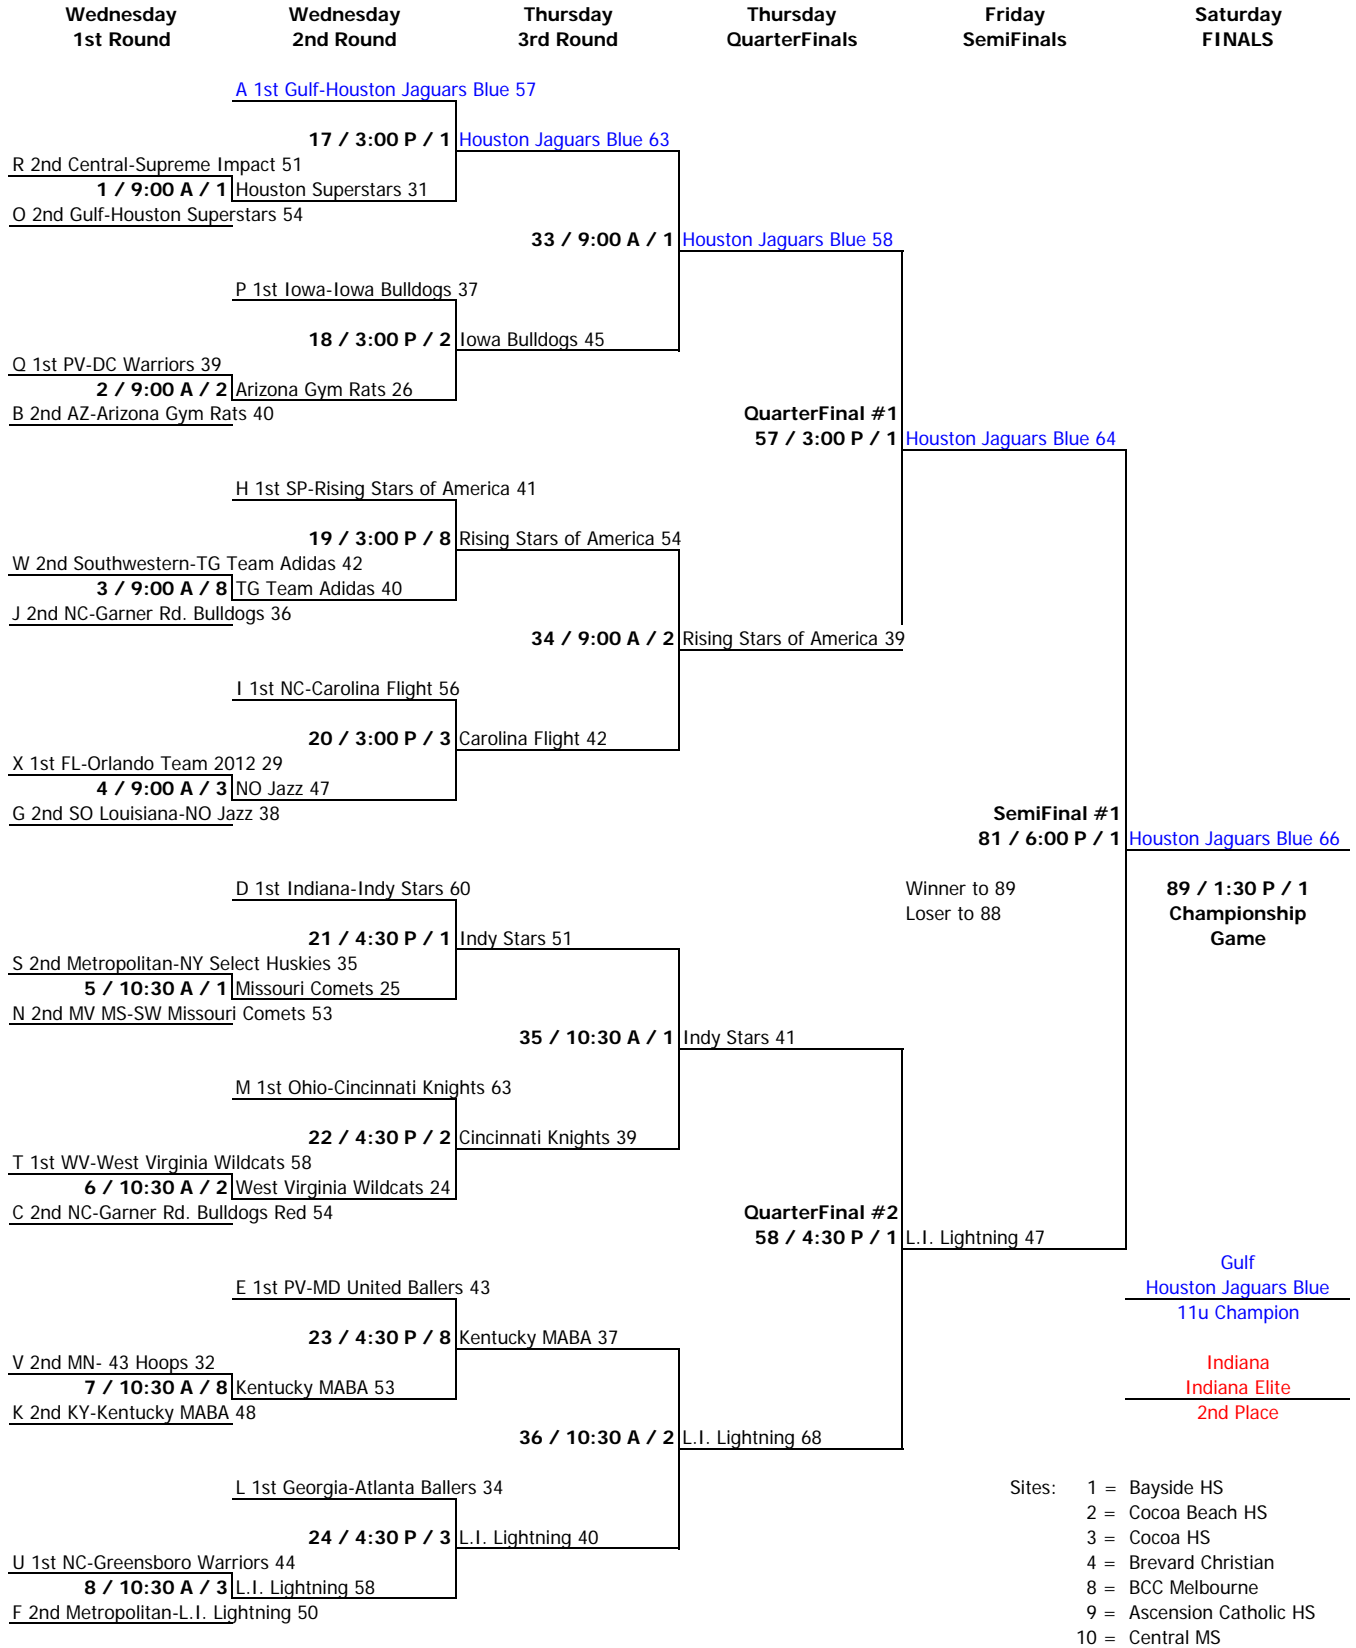 Wednesday Wednesday Thursday Thursday Friday Saturday
1st Round 2nd Round 3rd Round QuarterFinals SemiFinals FINALS
A 1st Gulf-Houston Jaguars Blue 57
17 / 3:00 P / 1 Houston Jaguars Blue 63
R 2nd Central-Supreme Impact 51
1 / 9:00 A / 1 Houston Superstars 31
O 2nd Gulf-Houston Superstars 54
33 / 9:00 A / 1 Houston Jaguars Blue 58
P 1st Iowa-Iowa Bulldogs 37
18 / 3:00 P / 2 Iowa Bulldogs 45
Q 1st PV-DC Warriors 39
2 / 9:00 A / 2 Arizona Gym Rats 26
B 2nd AZ-Arizona Gym Rats 40 QuarterFinal #1
57 / 3:00 P / 1 Houston Jaguars Blue 64
H 1st SP-Rising Stars of America 41
19 / 3:00 P / 8 Rising Stars of America 54
W 2nd Southwestern-TG Team Adidas 42
3 / 9:00 A / 8 TG Team Adidas 40
J 2nd NC-Garner Rd. Bulldogs 36
34 / 9:00 A / 2 Rising Stars of America 39
I 1st NC-Carolina Flight 56
20 / 3:00 P / 3 Carolina Flight 42
X 1st FL-Orlando Team 2012 29
4 / 9:00 A / 3 NO Jazz 47
G 2nd SO Louisiana-NO Jazz 38 SemiFinal #1
81 / 6:00 P / 1 Houston Jaguars Blue 66
D 1st Indiana-Indy Stars 60 Winner to 89 89 / 1:30 P / 1
Loser to 88 Championship
21 / 4:30 P / 1 Indy Stars 51 Game
S 2nd Metropolitan-NY Select Huskies 35
5 / 10:30 A / 1 Missouri Comets 25
N 2nd MV MS-SW Missouri Comets 53
35 / 10:30 A / 1 Indy Stars 41
M 1st Ohio-Cincinnati Knights 63
22 / 4:30 P / 2 Cincinnati Knights 39
T 1st WV-West Virginia Wildcats 58
6 / 10:30 A / 2 West Virginia Wildcats 24
C 2nd NC-Garner Rd. Bulldogs Red 54 QuarterFinal #2
58 / 4:30 P / 1 L.I. Lightning 47
Gulf
E 1st PV-MD United Ballers 43 Houston Jaguars Blue
11u Champion
23 / 4:30 P / 8 Kentucky MABA 37
V 2nd MN- 43 Hoops 32 Indiana
7 / 10:30 A / 8 Kentucky MABA 53 Indiana Elite
K 2nd KY-Kentucky MABA 48 2nd Place
36 / 10:30 A / 2 L.I. Lightning 68
L 1st Georgia-Atlanta Ballers 34 Sites: 1 = Bayside HS
2 = Cocoa Beach HS
24 / 4:30 P / 3 L.I. Lightning 40 3 = Cocoa HS
U 1st NC-Greensboro Warriors 44 4 = Brevard Christian
8 / 10:30 A / 3 L.I. Lightning 58 8 = BCC Melbourne
F 2nd Metropolitan-L.I. Lightning 50 9 = Ascension Catholic HS
10 = Central MS